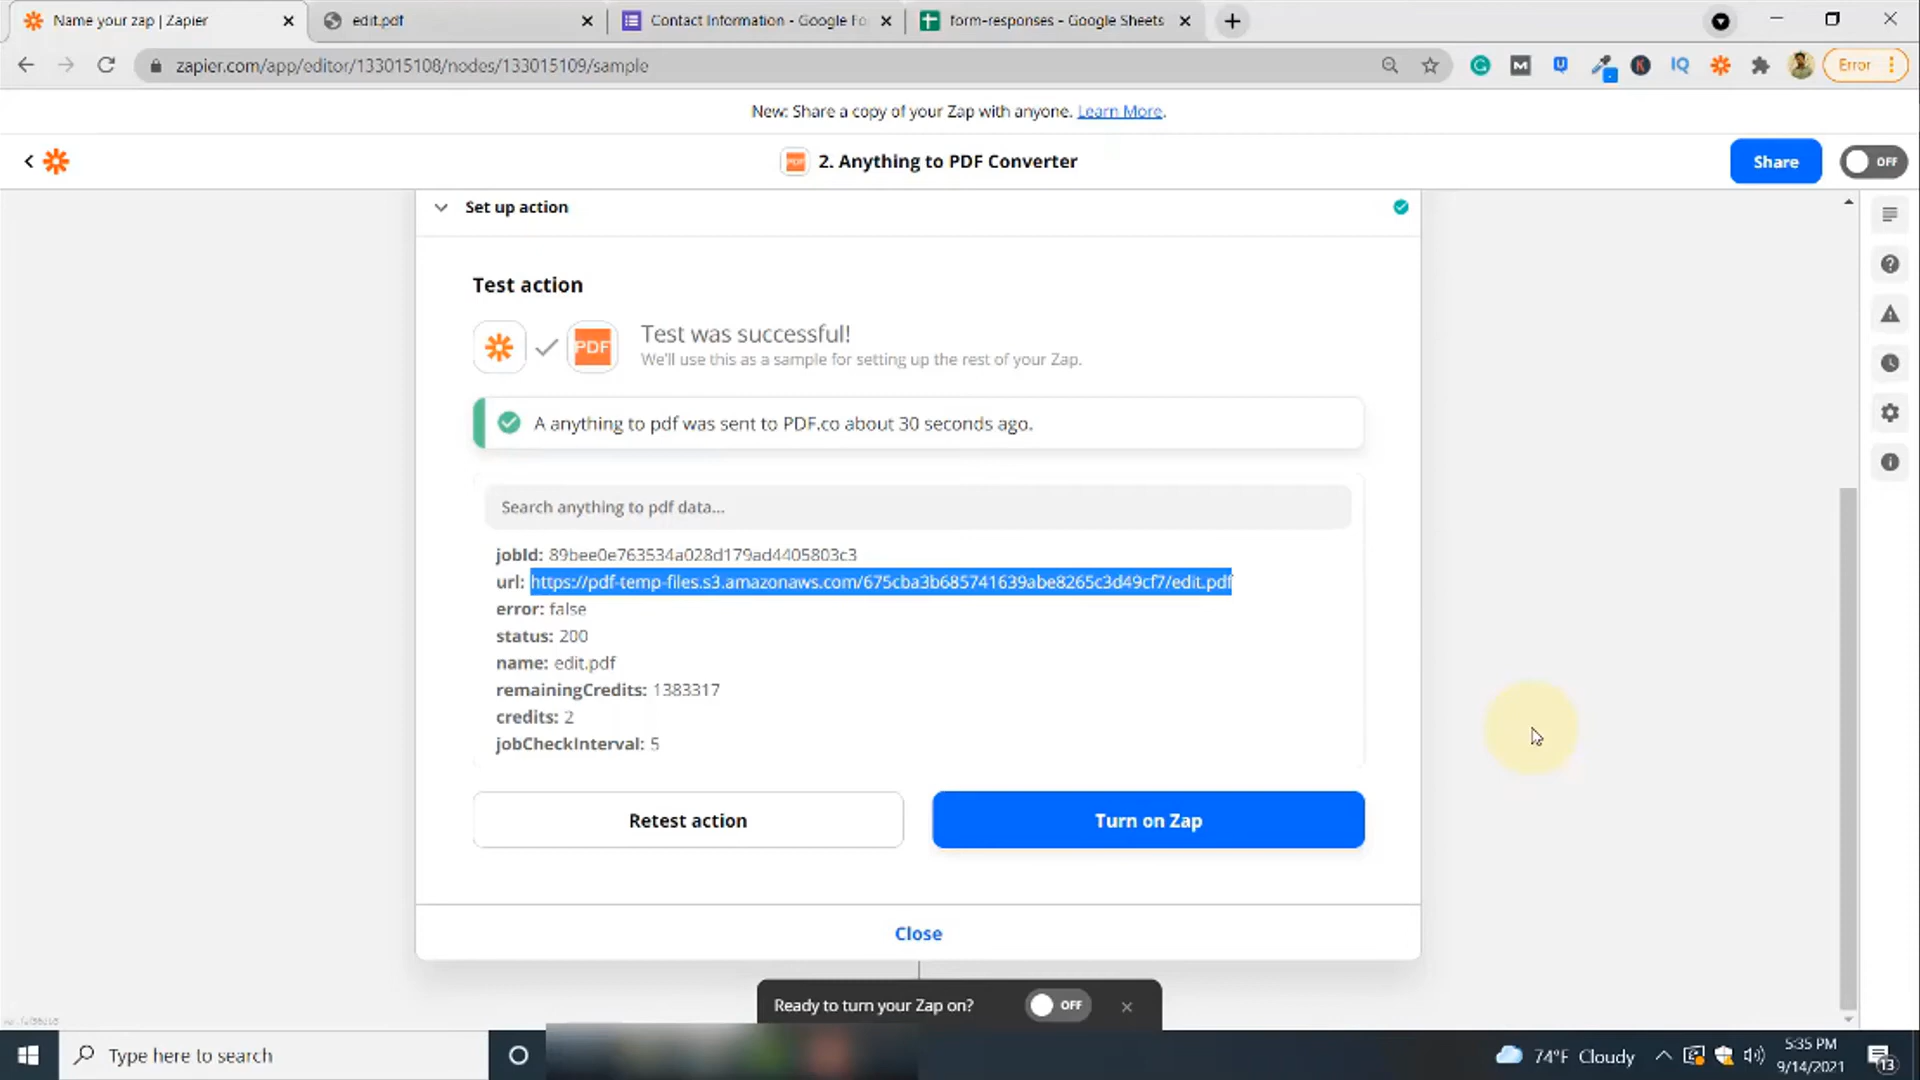 Name your zap | Zapier
edit.pdf
Contact Information - Google Fo
form-responses - Google Sheets
zapier.com/app/editor/133015108/nodes/133015109/sample
Error
New: Share a copy of your Zap with anyone. Learn More.
2. Anything to PDF Converter
Share
OFF
Set up action
Test action
PDF
Test was successful!
We'll use this as a sample for setting up the rest of your Zap.
A anything to pdf was sent to PDF.co about 30 seconds ago.
Search anything to pdf data...
jobId: 89bee0e763534a028d179ad4405803c3
url: https://pdf-temp-files.s3.amazonaws.com/675cba3b685741639abe8265c3d49cf7/edit.pdf
error: false
status: 200
name: edit.pdf
remainingCredits: 1383317
credits: 2
jobCheckInterval: 5
Retest action
Turn on Zap
Close
Ready to turn your Zap on?
OFF
Type here to search
74°F Cloudy
5:35 PM
9/14/2021
13